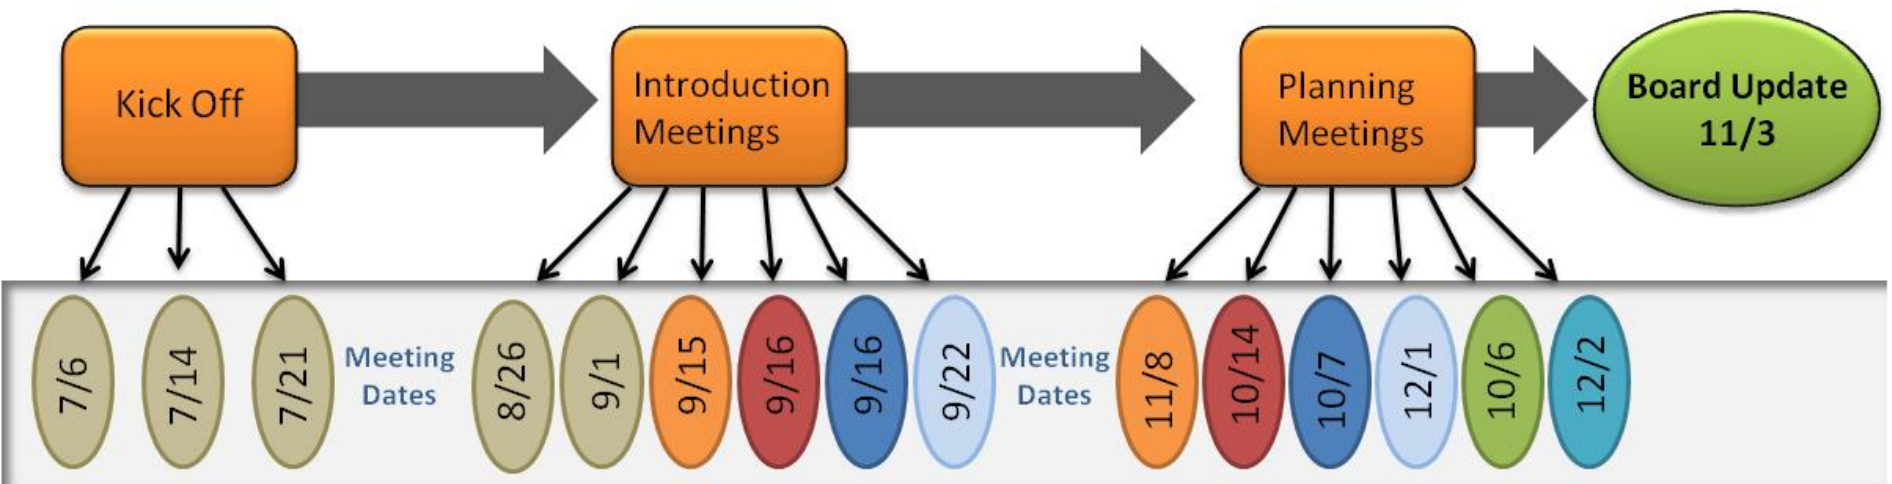 Kick Off
Introduction
Meetings
Planning
Meetings
Board Update
11/3
7/6
7/14
7/21
Meeting
Dates
8/26
9/1
9/15
9/16
9/16
9/22
Meeting
Dates
11/8
10/14
10/7
12/1
10/6
12/2